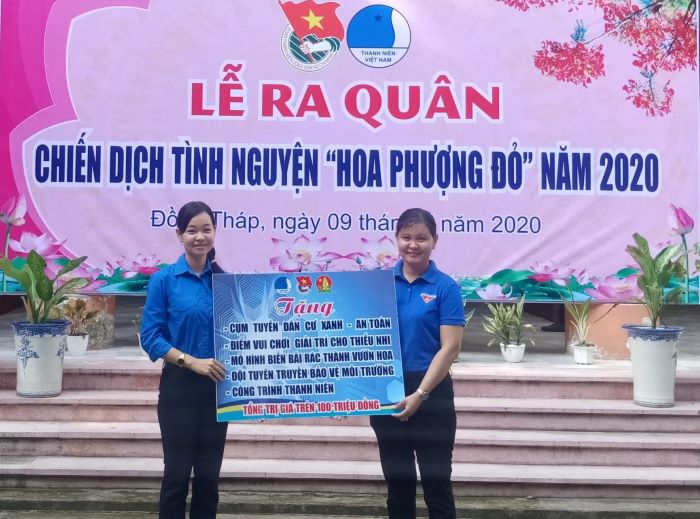 THANH NIÊN
VIỆT NAM
LỄ RA QUÂN
CHIẾN DỊCH TÌNH NGUYỆN “HOA PHƯỢNG ĐỎ” NĂM 2020
Tháp, ngày 09 năm 2020
Tặng
- CỤM TUYẾN DÂN CƯ XANH - AN TOÀN
- ĐIỂM VUI CHƠI GIẢI TRÍ CHO THIẾU NHI
- MÔ HÌNH BIẾN BÃI RÁC THÀNH VƯỜN HOA
- ĐỘI TUYÊN TRUYỀN BẢO VỆ MÔI TRƯỜNG
- CÔNG TRÌNH THANH NIÊN
TỔNG TRỊ GIÁ TRÊN 100 TRIỆU ĐỒNG